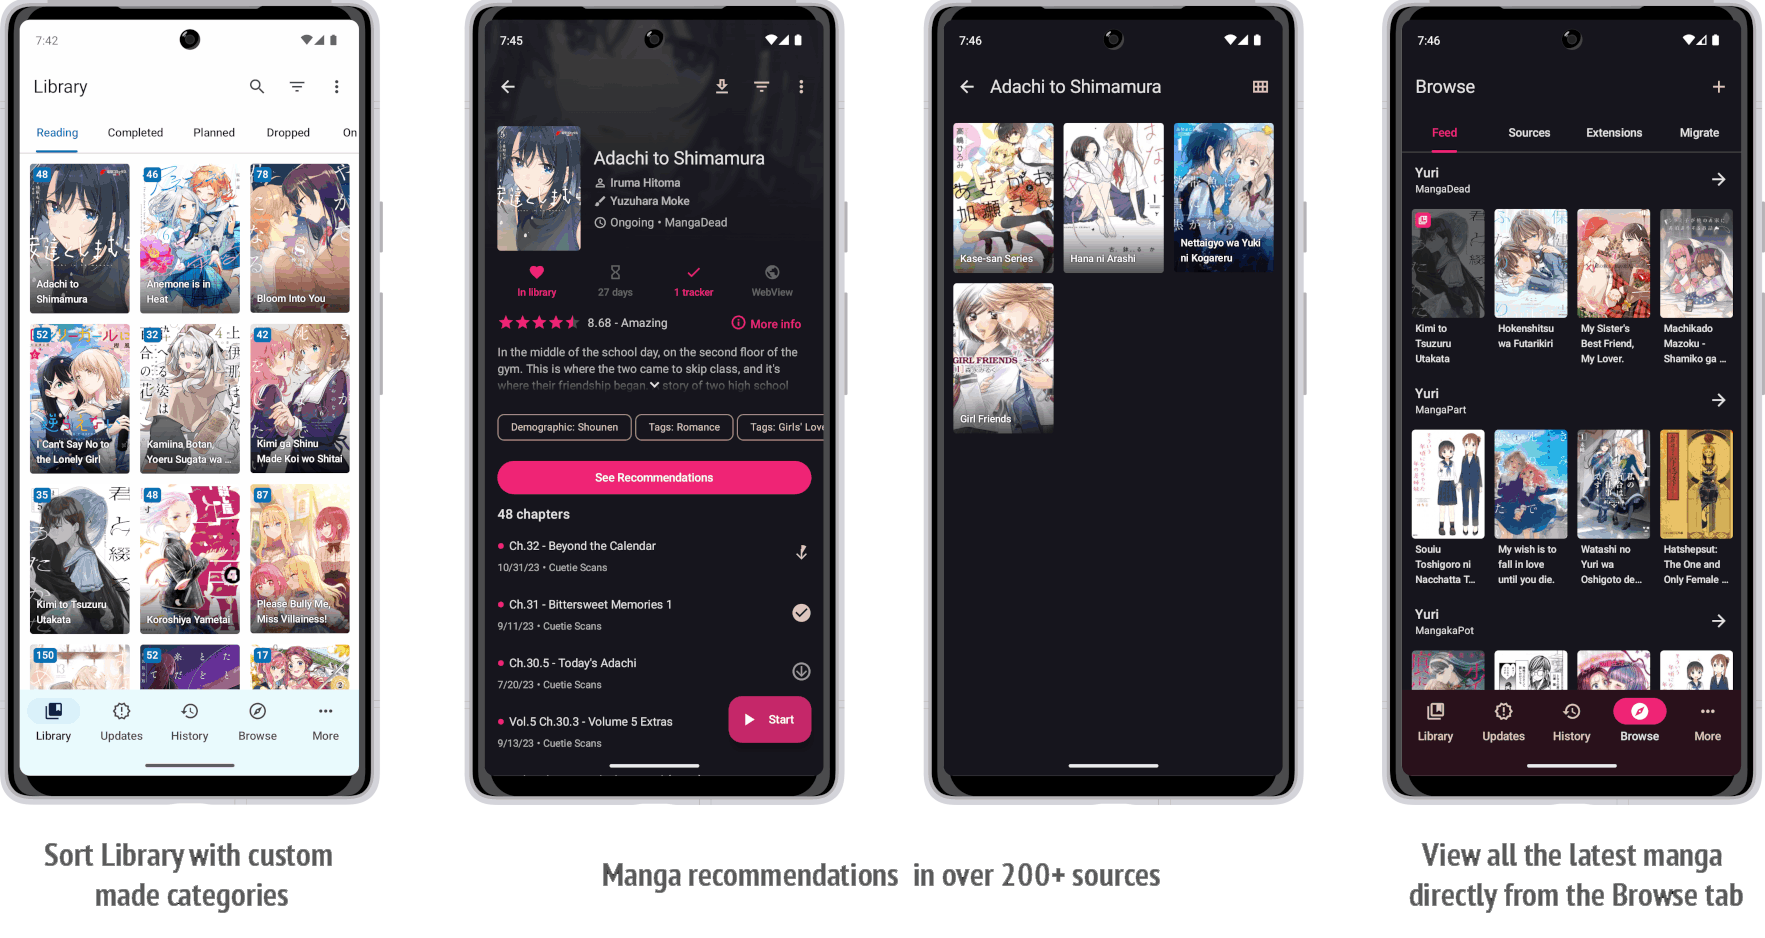 7:42
Library
Reading
Completed
Planned
Dropped
On
48
Adachi to
Shimamura
46
Anemone is in
Heat
78
Bloom Into You
52
I Can't Say No to
the Lonely Girl
32
Kamiina Botan,
Yoeru Sugata wa ...
42
Kimi ga Shinu
Made Koi wo Shitai
35
Kimi to Tsuzuru
Utakata
48
Koroshiya Yametai
87
Please Bully Me,
Miss Villainess!
150
52
17
Library
Updates
History
Browse
More
Sort Library with custom
made categories
7:45
Adachi to Shimamura
Iruma Hitoma
Yuzuhara Moke
Ongoing • MangaDead
In library
27 days
1 tracker
WebView
8.68 - Amazing
More info
In the middle of the school day, on the second floor of the
gym. This is where the two came to skip class, and it's
where their friendship began. story of two high school
Demographic: Shounen
Tags: Romance
Tags: Girls' Love
See Recommendations
48 chapters
Ch.32 - Beyond the Calendar
10/31/23 • Cuetie Scans
Ch.31 - Bittersweet Memories 1
9/11/23 • Cuetie Scans
Ch.30.5 - Today's Adachi
7/20/23 • Cuetie Scans
Vol.5 Ch.30.3 - Volume 5 Extras
9/13/23 • Cuetie Scans
Start
7:46
Adachi to Shimamura
あさがお
加瀬さん
Kase-san Series
Hana ni Arashi
Nettaigyo wa Yuki
ni Kogareru
GIRL FRIENDS
Girl Friends
Manga recommendations in over 200+ sources
7:46
Browse
Feed
Sources
Extensions
Migrate
Yuri
MangaDead
Kimi to
Tsuzuru
Utakata
Hokenshitsu
wa Futarikiri
My Sister's
Best Friend,
My Lover.
Machikado
Mazoku -
Shamiko ga ...
Yuri
MangaPart
Souiu
Toshigoro ni
Nacchatta T...
My wish is to
fall in love
until you die.
Watashi no
Yuri wa
Oshigoto de...
Hatshepsut:
The One and
Only Female ...
Yuri
MangakaPot
Library
Updates
History
Browse
More
View all the latest manga
directly from the Browse tab